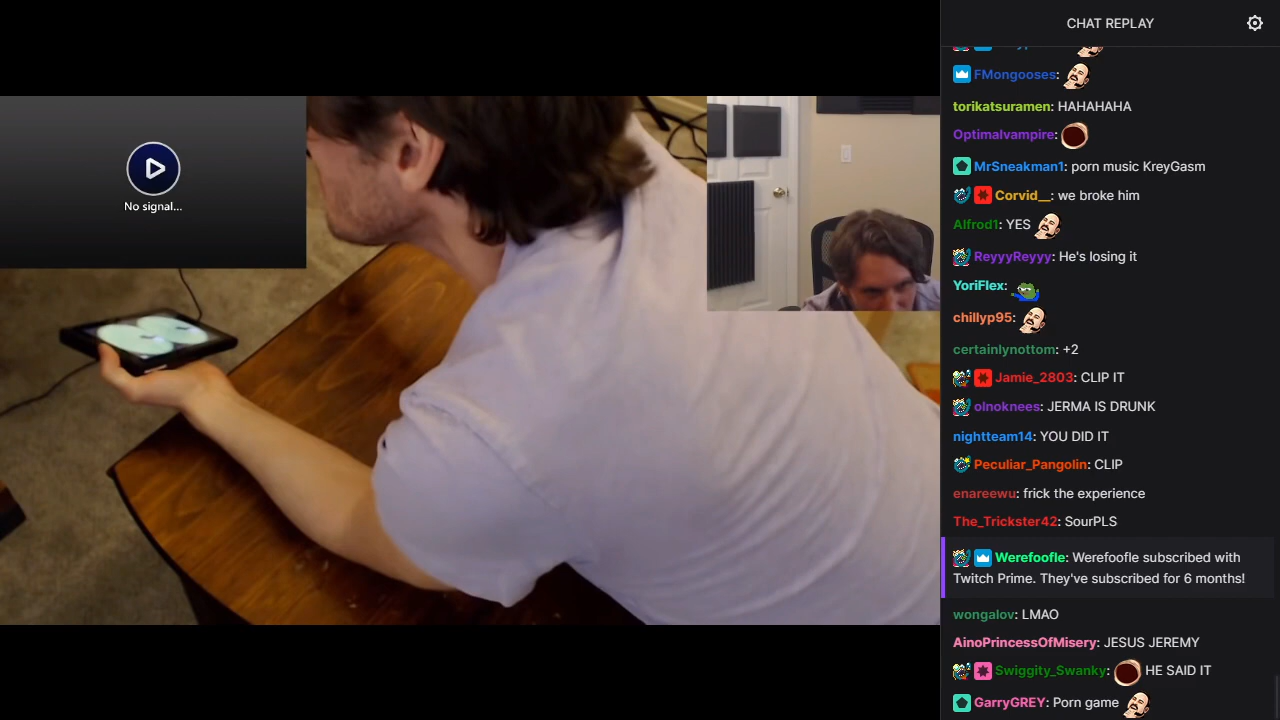 CHAT REPLAY
FMongooses:
torikatsuramen: HAHAHAHA
Optimalvampire:
MrSneakman1: porn music KreyGasm
Corvid__: we broke him
Alfrod1: YES
ReyyyReyyy: He's losing it
YoriFlex:
chillyp95:
certainlynottom: +2
Jamie_2803: CLIP IT
olnoknees: JERMA IS DRUNK
nightteam14: YOU DID IT
Peculiar_Pangolin: CLIP
enareewu: frick the experience
The_Trickster42: SourPLS
Werefoofle: Werefoofle subscribed with
Twitch Prime. They've subscribed for 6 months!
wongalov: LMAO
AinoPrincessOfMisery: JESUS JEREMY
Swiggity_Swanky: HE SAID IT
GarryGREY: Porn game
No signal...